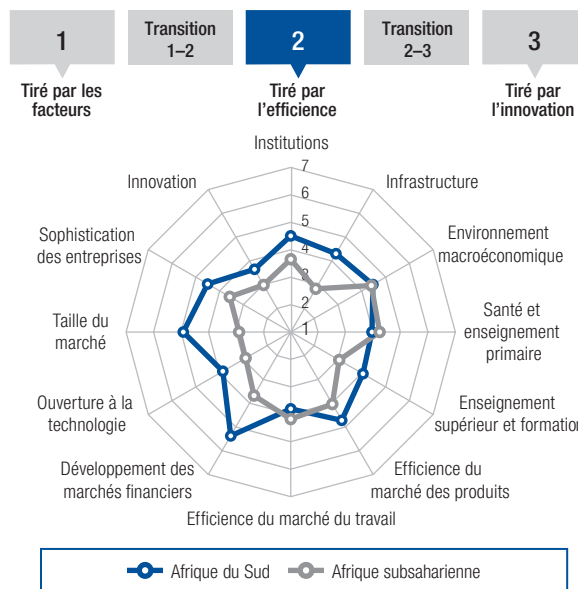 1
Transition
1–2
2
Transition
2–3
3
Tiré par les
facteurs
Tiré par
l'efficience
Tiré par
l'innovation
Institutions
7
Innovation
Infrastructure
6
5
Sophistication
des entreprises
Environnement
macroéconomique
4
3
2
Taille du
marché
Santé et
enseignement
primaire
1
Ouverture à la
technologie
Enseignement
supérieur et formation
Développement des
marchés financiers
Efficience du
marché des produits
Efficience du marché du travail
Afrique du Sud
Afrique subsaharienne